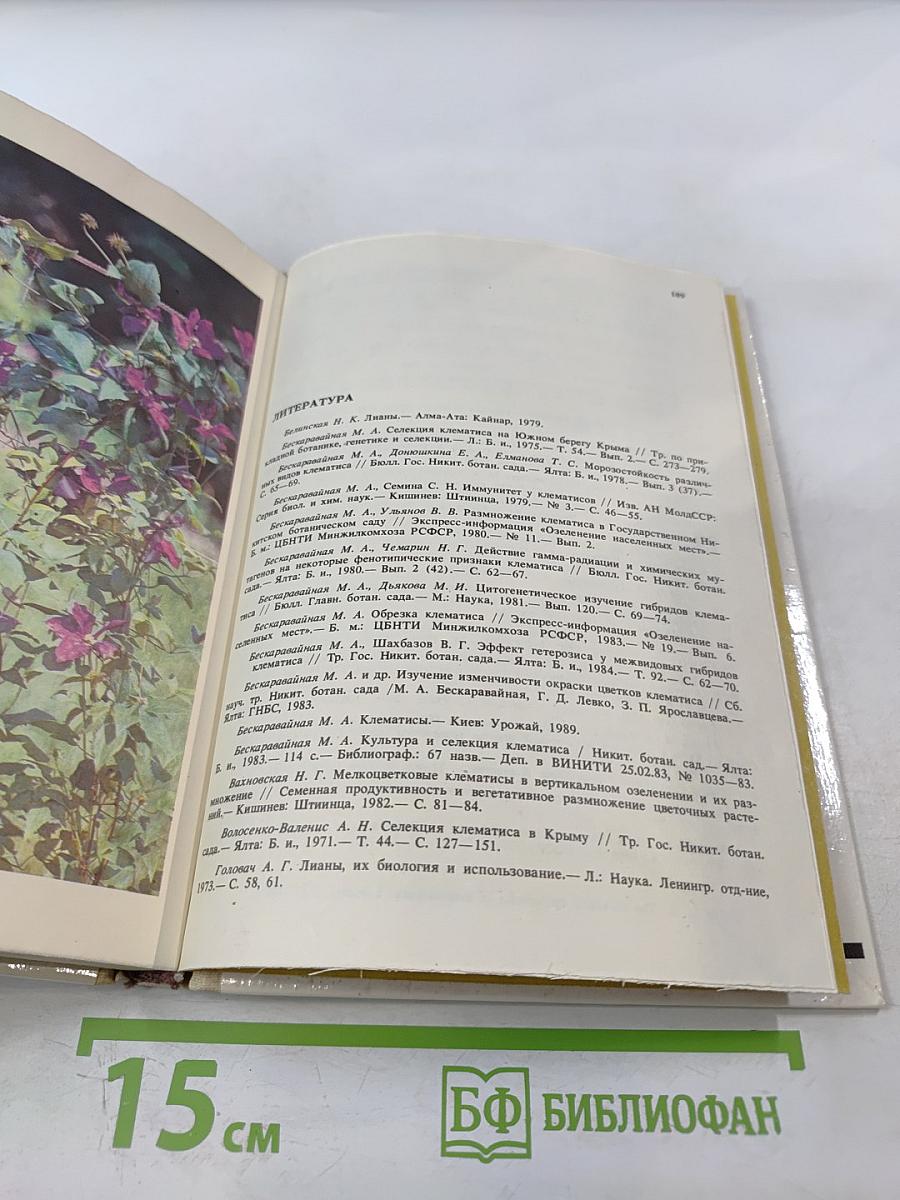 189
ЛИТЕРАТУРА
Белинская Н. К. Лианы.— Алма-Ата: Кайнар, 1979.
Бескаравайная М. А. Селекция клематиса на Южном берегу Крыма // Тр. по при-
кладной ботанике, генетике и селекции.— Л.: Б. и., 1975.— Т. 54.— Вып. 2.— С. 273—279.
Бескаравайная М. А., Донюшкина Е. А., Елманова Т. С. Морозостойкость различ-
ных видов клематиса // Бюлл. Гос. Никит. ботан. сада.— Ялта: Б. и., 1978.— Вып. 3 (37).—
С. 65—69.
Бескаравайная М. А., Семина С. Н. Иммунитет у клематисов // Изв. АН МолдССР:
Серия биол. и хим. наук.— Кишинев: Штиинца, 1979.— № 3.— С. 46—55.
Бескаравайная М. А., Ульянов В. В. Размножение клематиса в Государственном Ни-
китском ботаническом саду // Экспресс-информация «Озеленение населенных мест».—
Б. м.: ЦБНТИ Минжилкомхоза РСФСР, 1980.— № 11.— Вып. 2.
Бескаравайная М. А., Чемарин Н. Г. Действие гамма-радиации и химических му-
тагенов на некоторые фенотипические признаки клематиса // Бюлл. Гос. Никит. ботан.
сада.— Ялта: Б. и., 1980.— Вып. 2 (42).— С. 62—67.
Бескаравайная М. А., Дьякова М. И. Цитогенетическое изучение гибридов клема-
тиса // Бюлл. Главн. ботан. сада.— М.: Наука, 1981.— Вып. 120.— С. 69—74.
Бескаравайная М. А. Обрезка клематиса // Экспресс-информация «Озеленение на-
селенных мест».— Б. м.: ЦБНТИ Минжилкомхоза РСФСР, 1983.— № 19.— Вып. 6.
Бескаравайная М. А., Шахбазов В. Г. Эффект гетерозиса у межвидовых гибридов
клематиса // Тр. Гос. Никит. ботан. сада.— Ялта: Б. и., 1984.— Т. 92.— С. 62—70.
Бескаравайная М. А. и др. Изучение изменчивости окраски цветков клематиса // Сб.
науч. тр. Никит. ботан. сада /М. А. Бескаравайная, Г. Д. Левко, З. П. Ярославцева.—
Ялта: ГНБС, 1983.
Бескаравайная М. А. Клематисы.— Киев: Урожай, 1989.
Бескаравайная М. А. Культура и селекция клематиса / Никит. ботан. сад.— Ялта:
Б. и., 1983.— 114 с.— Библиограф.: 67 назв.— Деп. в ВИНИТИ 25.02.83, № 1035—83.
Вахновская Н. Г. Мелкоцветковые клематисы в вертикальном озеленении и их раз-
множение // Семенная продуктивность и вегетативное размножение цветочных расте-
ний.— Кишинев: Штиинца, 1982.— С. 81—84.
Волосенко-Валенис А. Н. Селекция клематиса в Крыму // Тр. Гос. Никит. ботан.
сада.— Ялта: Б. и., 1971.— Т. 44.— С. 127—151.
Головач А. Г. Лианы, их биология и использование.— Л.: Наука. Ленингр. отд-ние,
1973.— С. 58, 61.
15 см
БФ БИБЛИОФАН